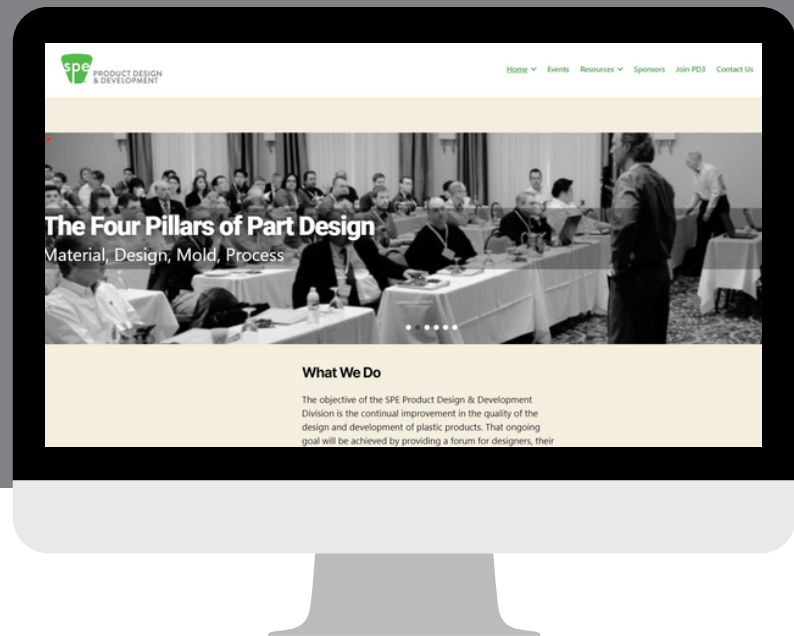 spe
PRODUCT DESIGN
& DEVELOPMENT
Home Events Resources Sponsors Join PD3 Contact Us
The Four Pillars of Part Design
Material, Design, Mold, Process
What We Do
The objective of the SPE Product Design & Development
Division is the continual improvement in the quality of the
design and development of plastic products. That ongoing
goal will be achieved by providing a forum for designers, their